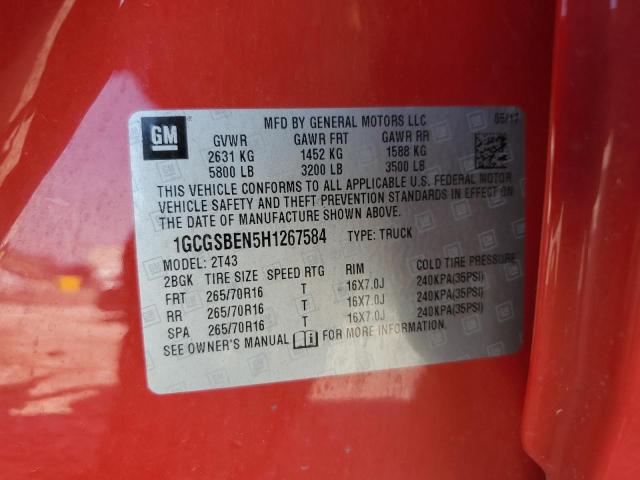 GM
MFD BY GENERAL MOTORS LLC 05/17
GVWR GAWR FRT GAWR RR
2631 KG 1452 KG 1588 KG
5800 LB 3200 LB 3500 LB
THIS VEHICLE CONFORMS TO ALL APPLICABLE U.S. FEDERAL MOTOR
VEHICLE SAFETY AND THEFT PREVENTION STANDARDS IN EFFECT ON
THE DATE OF MANUFACTURE SHOWN ABOVE.
1GCGSBEN5H1267584 TYPE: TRUCK
MODEL: 2T43
2BGK TIRE SIZE SPEED RTG RIM COLD TIRE PRESSURE
FRT 265/70R16 T 16X7.0J 240KPA(35PSI)
RR 265/70R16 T 16X7.0J 240KPA(35PSI)
SPA 265/70R16 T 16X7.0J 240KPA(35PSI)
SEE OWNER'S MANUAL FOR MORE INFORMATION.